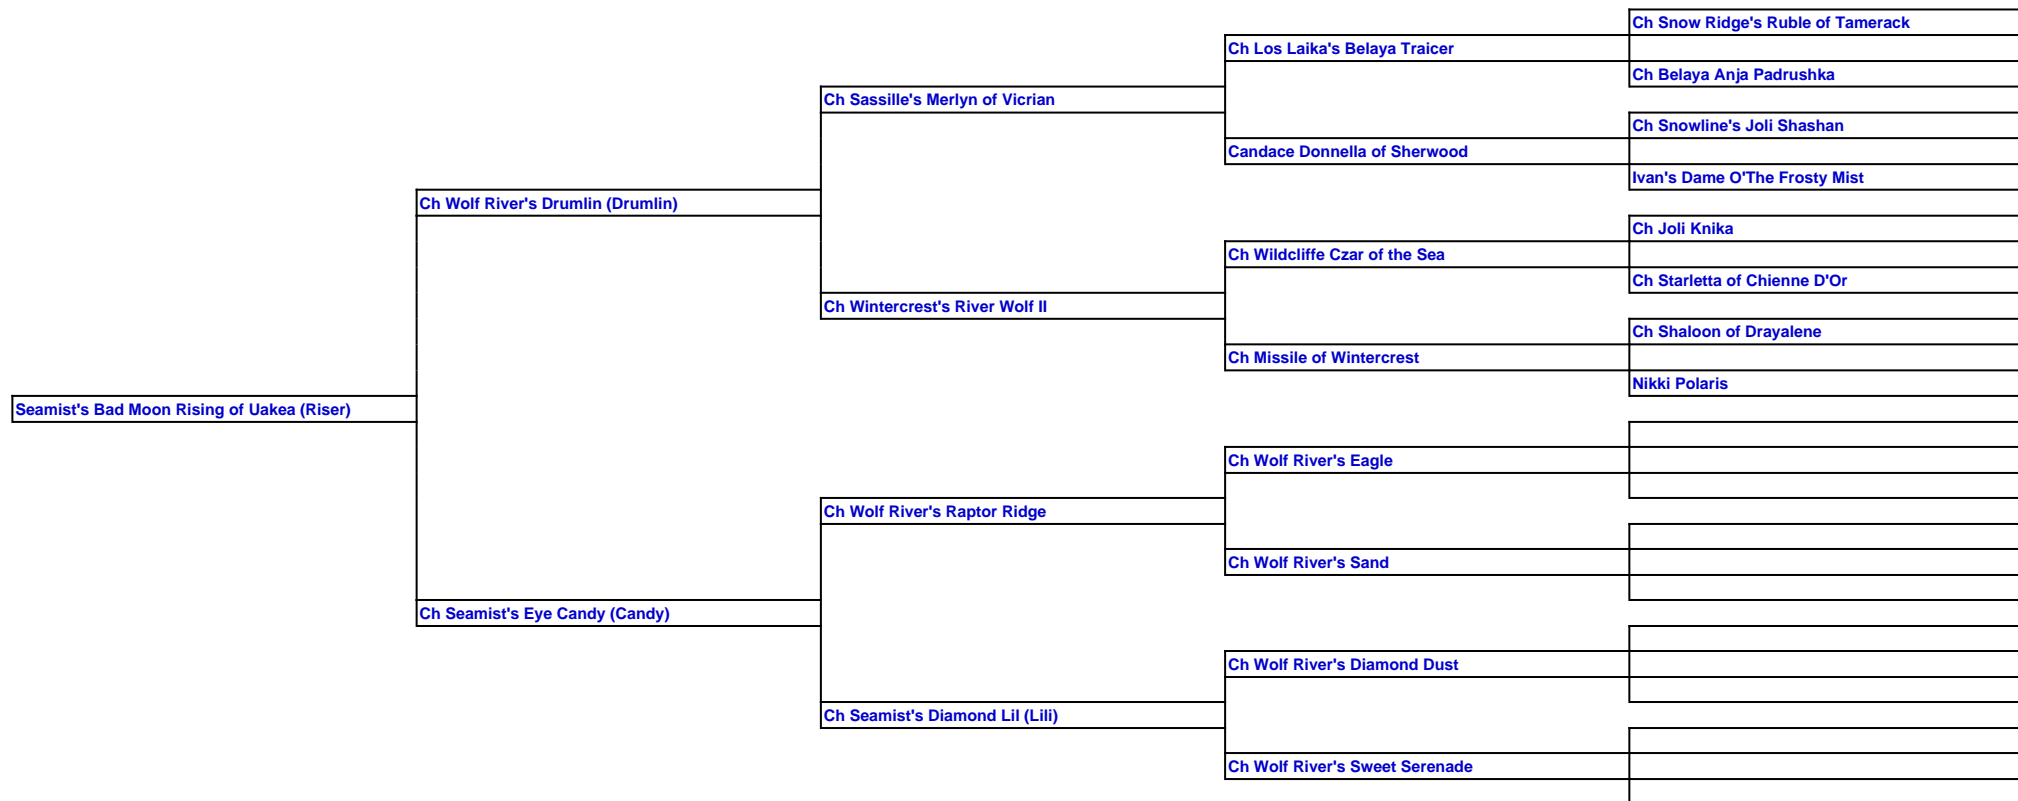 Ch Snow Ridge's Ruble of Tamerack
Ch Los Laika's Belaya Traicer
Ch Belaya Anja Padrushka
Ch Sassille's Merlyn of Vicrian
Ch Snowline's Joli Shashan
Candace Donnella of Sherwood
Ivan's Dame O'The Frosty Mist
Ch Wolf River's Drumlin (Drumlin)
Ch Joli Knika
Ch Wildcliffe Czar of the Sea
Ch Starletta of Chienne D'Or
Ch Wintercrest's River Wolf II
Ch Shaloon of Drayalene
Ch Missile of Wintercrest
Nikki Polaris
Seamist's Bad Moon Rising of Uakea (Riser)
Ch Wolf River's Eagle
Ch Wolf River's Raptor Ridge
Ch Wolf River's Sand
Ch Seamist's Eye Candy (Candy)
Ch Wolf River's Diamond Dust
Ch Seamist's Diamond Lil (Lili)
Ch Wolf River's Sweet Serenade